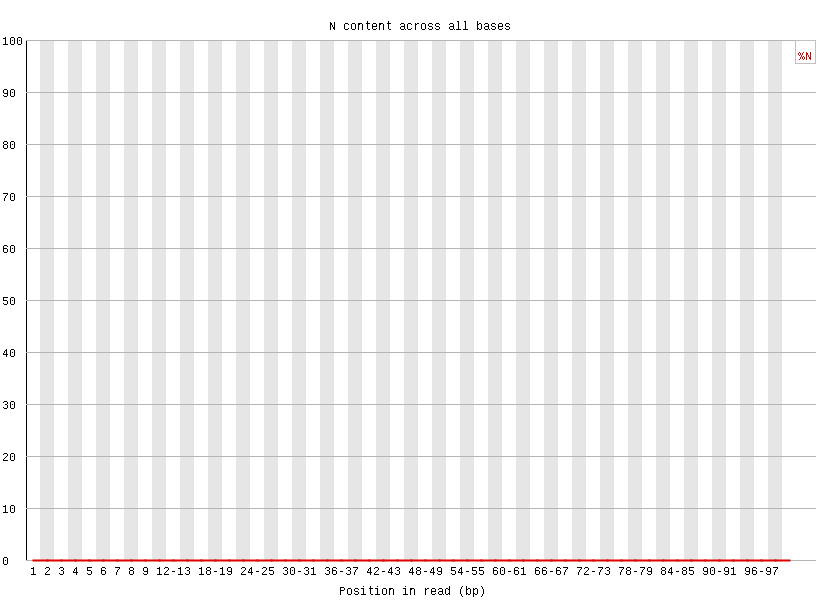 N content across all bases
100
%N
90
80
70
60
50
40
30
20
10
0
1 2 3 4 5 6 7 8 9 12-13 18-19 24-25 30-31 36-37 42-43 48-49 54-55 60-61 66-67 72-73 78-79 84-85 90-91 96-97
Position in read (bp)